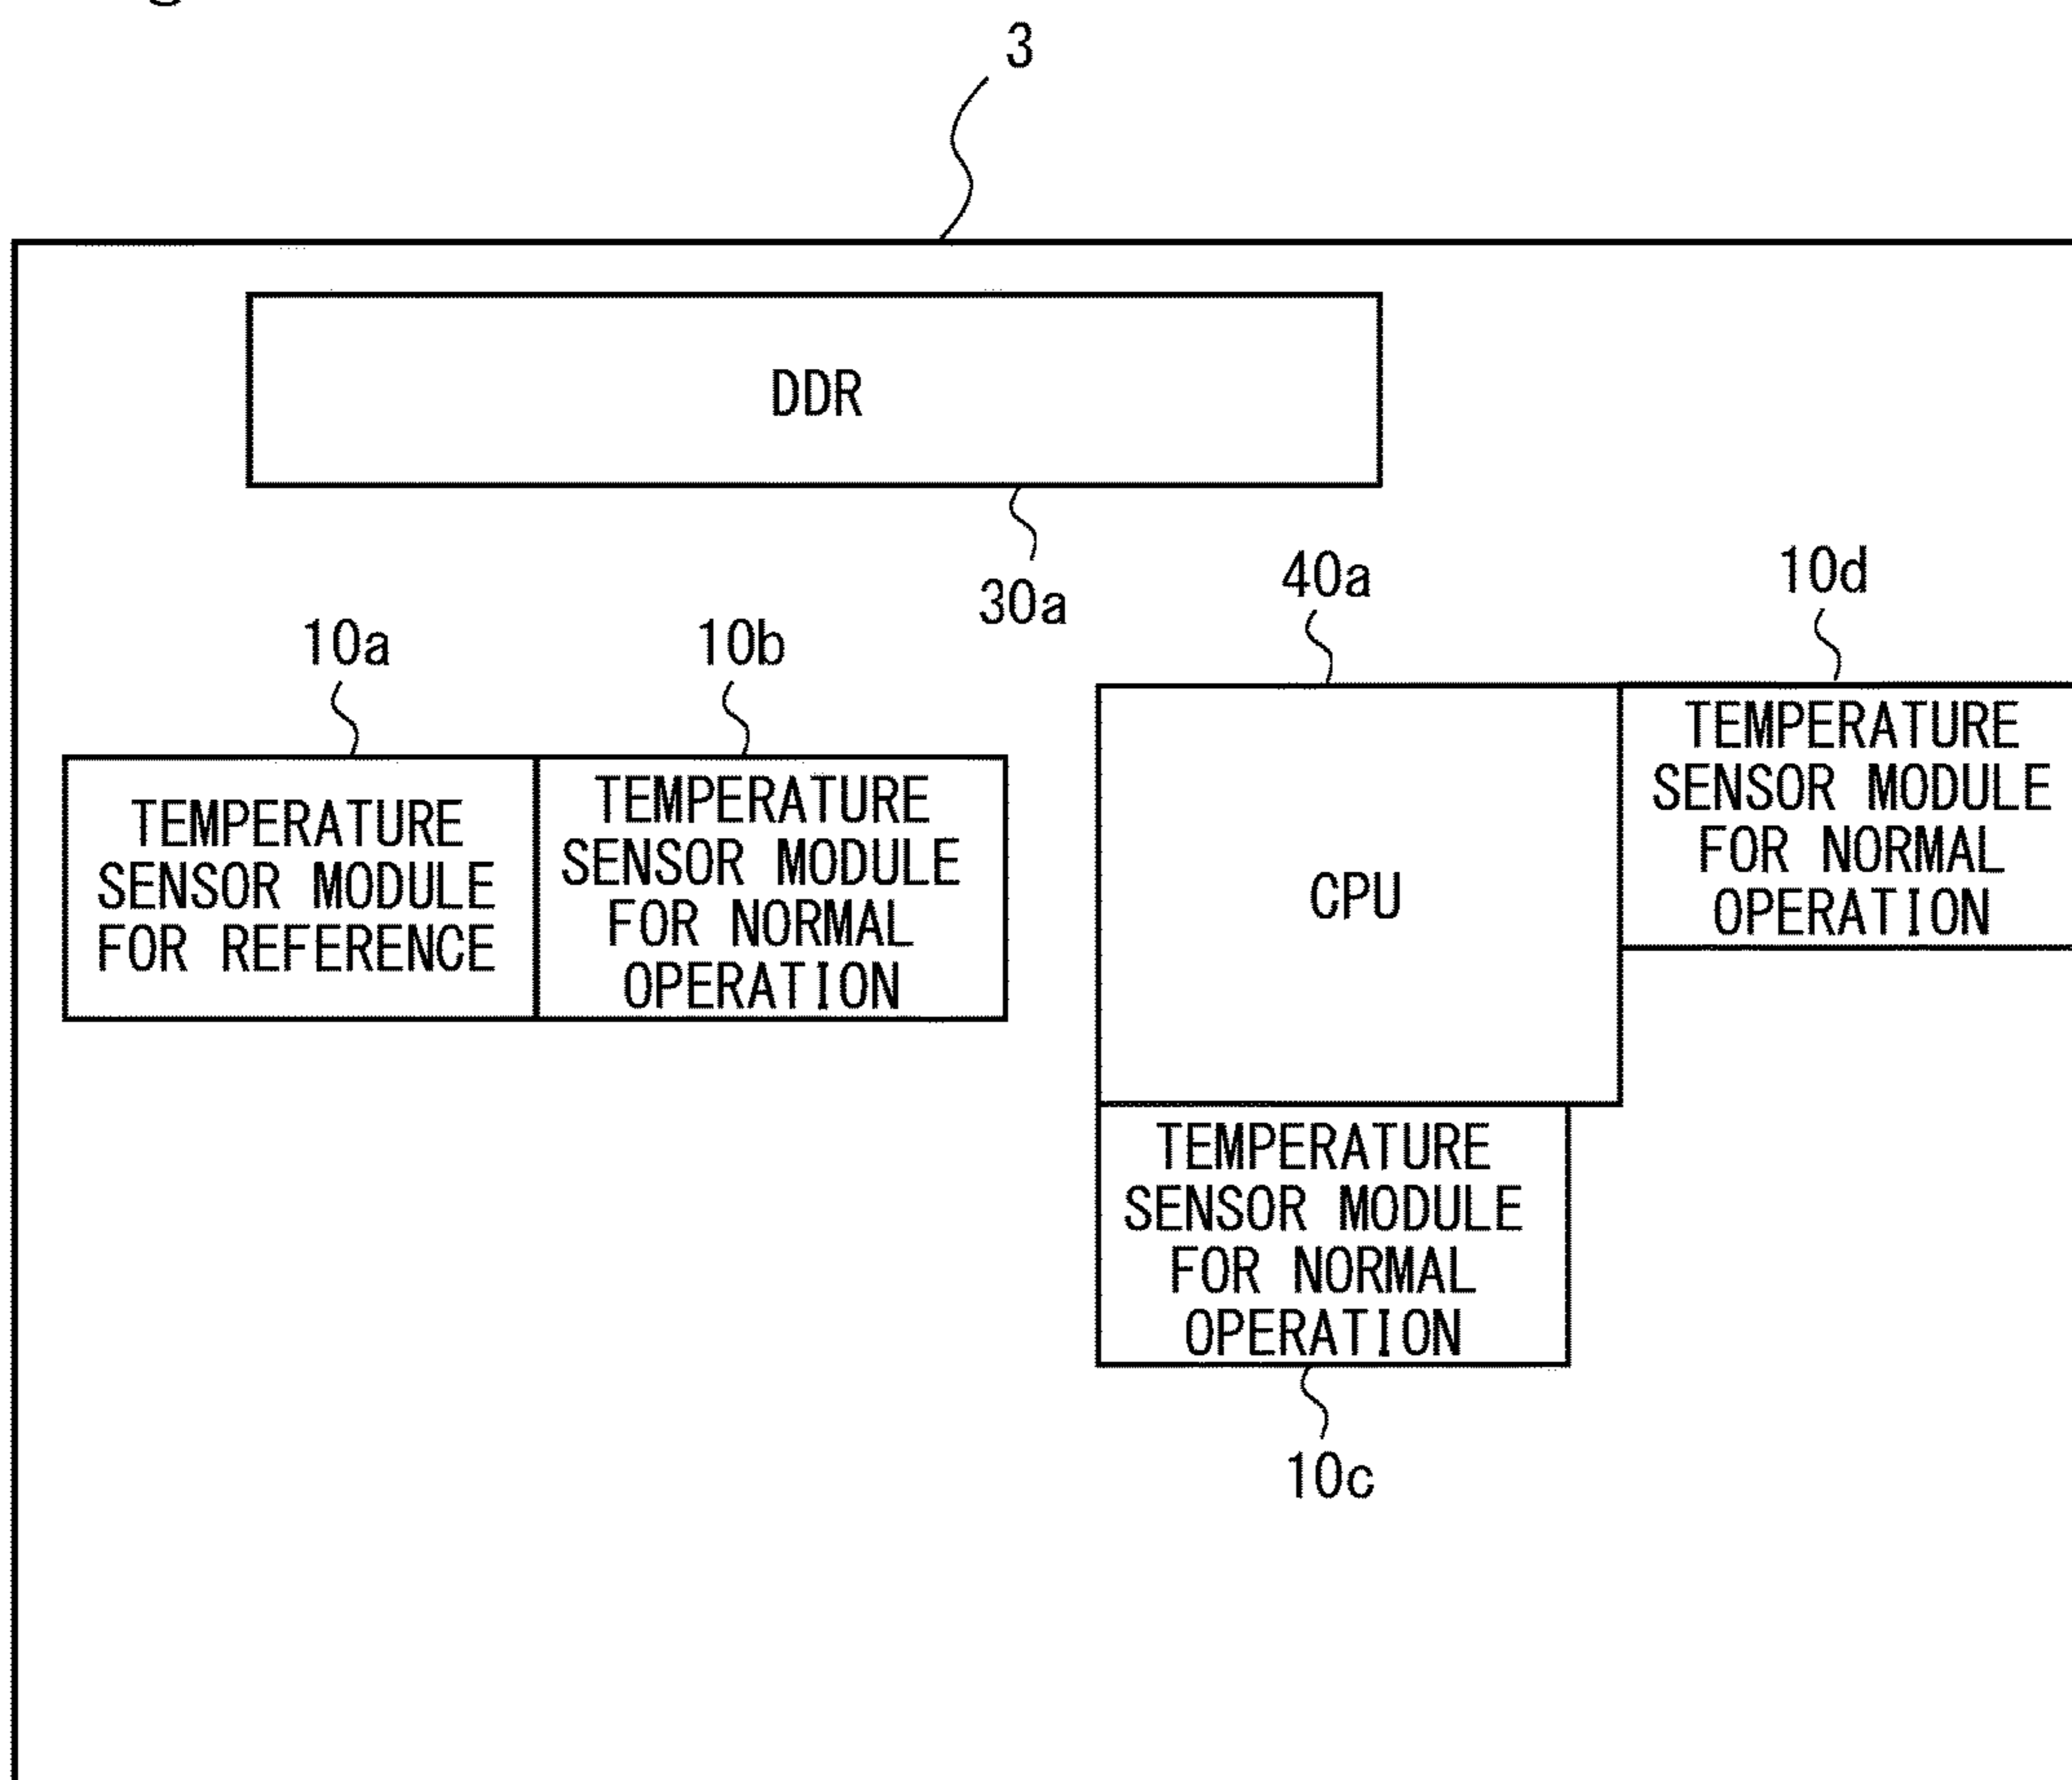 3
DDR
30a
40a
10d
10a
10b
TEMPERATURE
SENSOR MODULE
FOR REFERENCE
TEMPERATURE
SENSOR MODULE
FOR NORMAL
OPERATION
CPU
TEMPERATURE
SENSOR MODULE
FOR NORMAL
OPERATION
TEMPERATURE
SENSOR MODULE
FOR NORMAL
OPERATION
10c